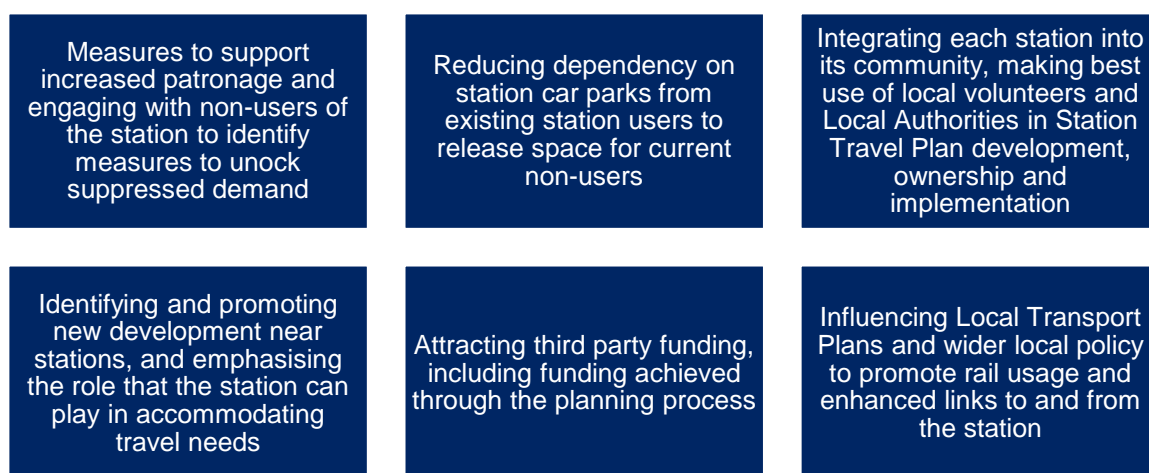 Measures to support
increased patronage and
engaging with non-users of
the station to identify
measures to unock
suppressed demand
Reducing dependency on
station car parks from
existing station users to
release space for current
non-users
Integrating each station into
its community, making best
use of local volunteers and
Local Authorities in Station
Travel Plan development,
ownership and
implementation
Identifying and promoting
new development near
stations, and emphasising
the role that the station can
play in accommodating
travel needs
Attracting third party funding,
including funding achieved
through the planning process
Influencing Local Transport
Plans and wider local policy
to promote rail usage and
enhanced links to and from
the station